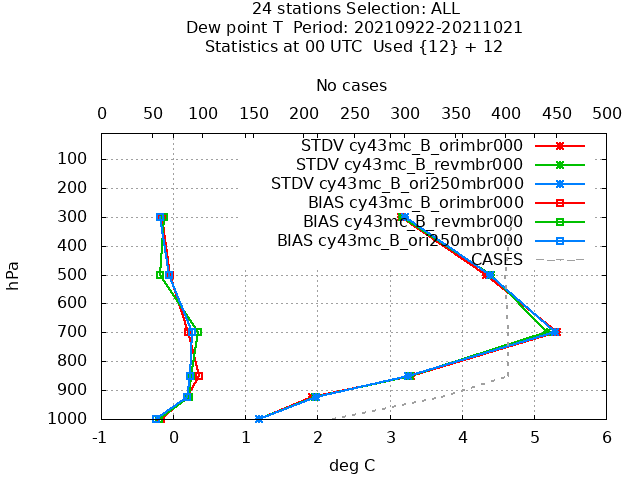 24 stations Selection: ALL
Dew point T  Period: 20210922-20211021
Statistics at 00 UTC  Used {12} + 12
No cases
0 50 100 150 200 250 300 350 400 450 500
STDV cy43mc_B_orimbr000
STDV cy43mc_B_revmbr000
STDV cy43mc_B_ori250mbr000
BIAS cy43mc_B_orimbr000
BIAS cy43mc_B_revmbr000
BIAS cy43mc_B_ori250mbr000
CASES
hPa
100
200
300
400
500
600
700
800
900
1000
-1 0 1 2 3 4 5 6
deg C